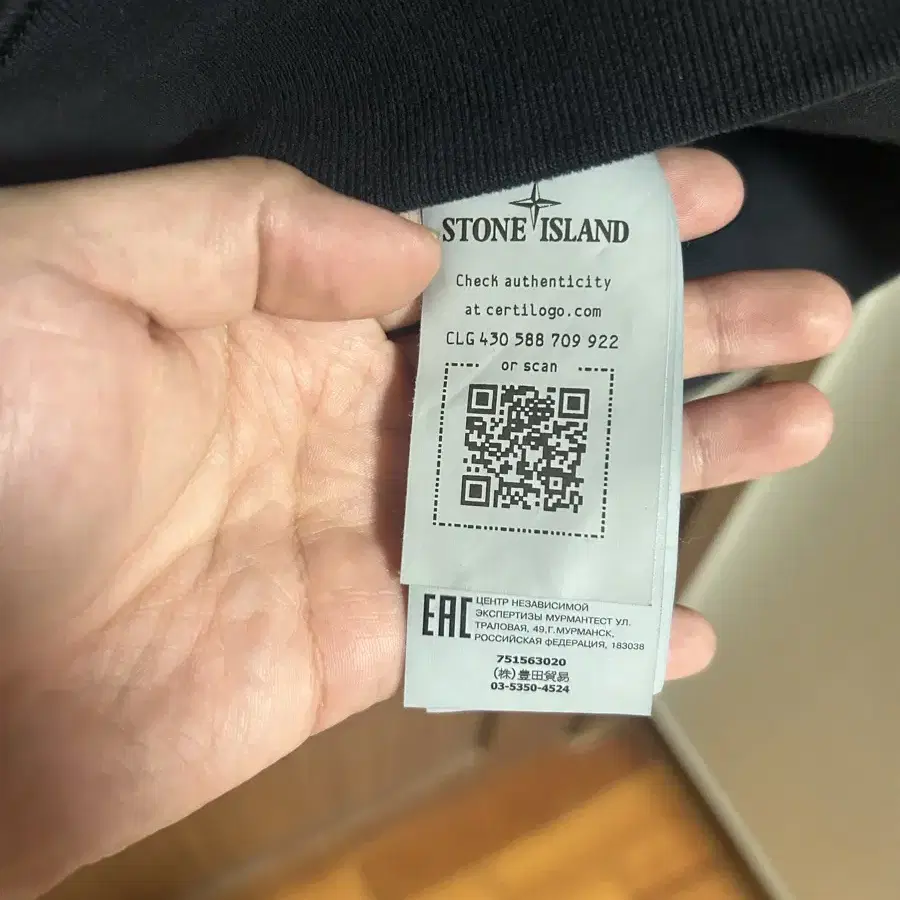 STONE ISLAND
Check authenticity
at certilogo.com
CLG 430 588 709 922
or scan
EAC
ЦЕНТР НЕЗАВИСИМОЙ
ЭКСПЕРТИЗЫ МУРМАНТЕСТ УЛ.
ТРАЛОВАЯ, 49,Г.МУРМАНСК,
РОССИЙСКАЯ ФЕДЕРАЦИЯ, 183038
751563020
(株)豊田貿易
03-5350-4524